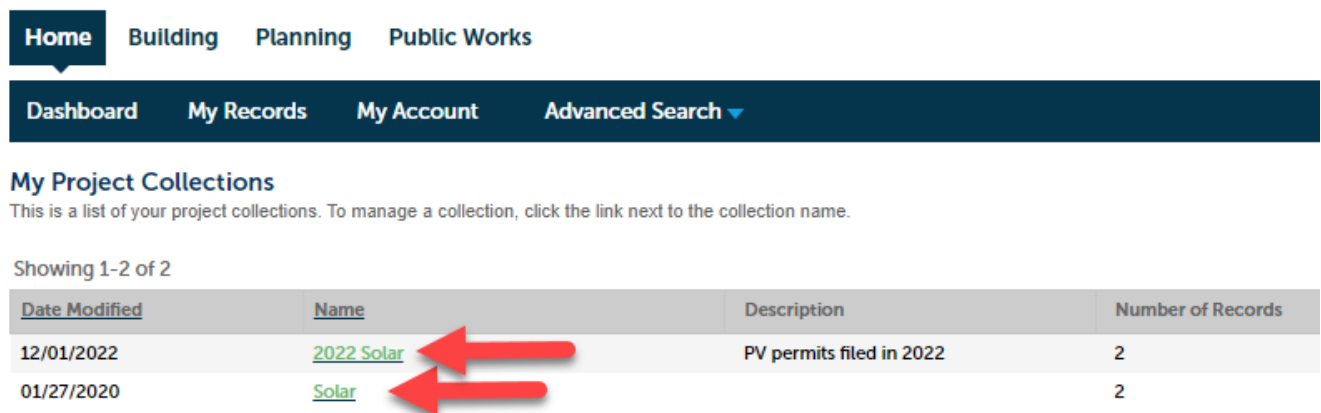 Home Building Planning Public Works
Dashboard My Records My Account Advanced Search
My Project Collections
This is a list of your project collections. To manage a collection, click the link next to the collection name.
Showing 1-2 of 2
Date Modified Name Description Number of Records
12/01/2022 2022 Solar PV permits filed in 2022 2
01/27/2020 Solar 2